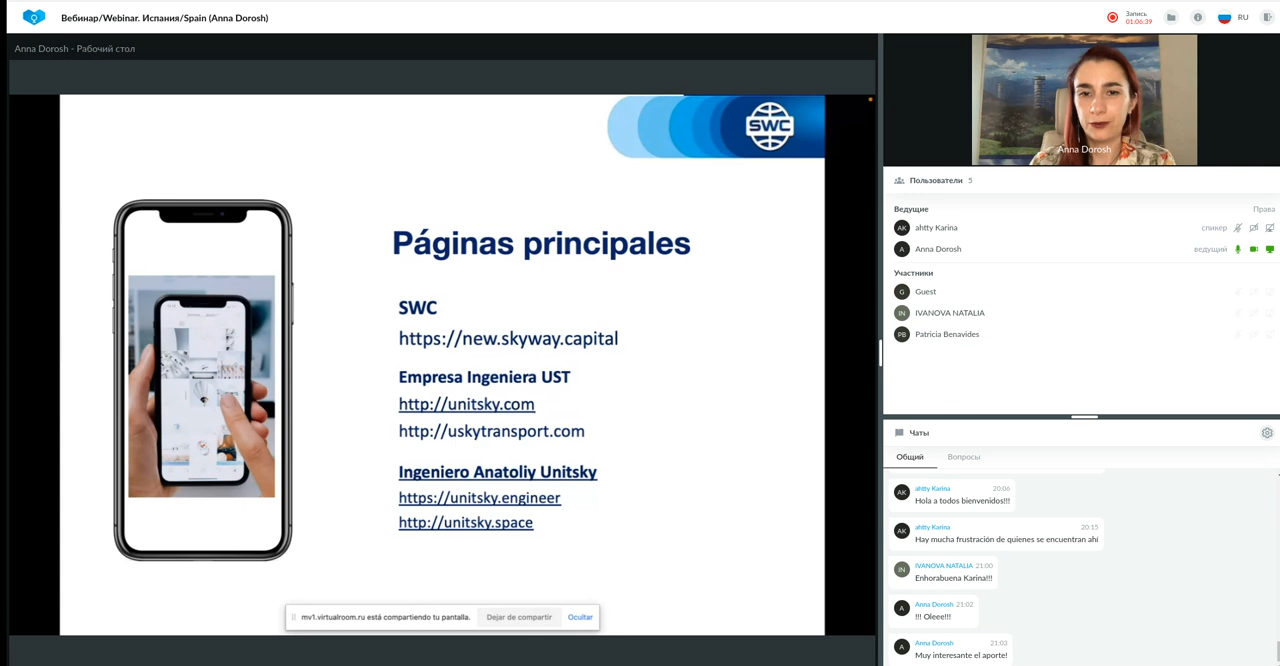 Вебинар/Webinar. Испания/Spain (Anna Dorosh)
Запись
01:06:39
RU
Anna Dorosh - Рабочий стол
SWC
Páginas principales
SWC
https://new.skyway.capital
Empresa Ingeniera UST
http://unitsky.com
http://uskytransport.com
Ingeniero Anatoliy Unitsky
https://unitsky.engineer
http://unitsky.space
mv1.virtualroom.ru está compartiendo tu pantalla. Dejar de compartir Ocultar
Anna Dorosh
Пользователи 5
Ведущие Права
AK ahtty Karina спикер
A Anna Dorosh ведущий
Участники
G Guest
IN IVANOVA NATALIA
PB Patricia Benavides
Чаты
Общий Вопросы
AK ahtty Karina 20:06
Hola a todos bienvenidos!!!
AK ahtty Karina 20:15
Hay mucha frustración de quienes se encuentran ahí
IN IVANOVA NATALIA 21:00
Enhorabuena Karina!!!
A Anna Dorosh 21:02
!!! Oleee!!!
A Anna Dorosh 21:03
Muy interesante el aporte!